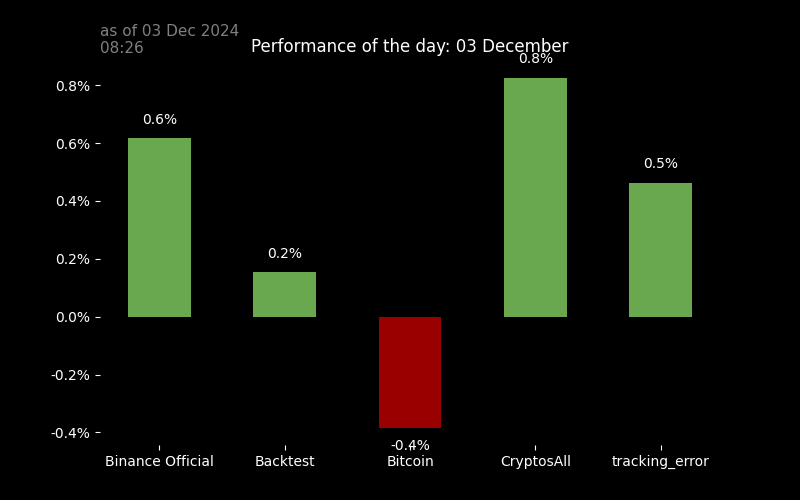 as of 03 Dec 2024
08:26
Performance of the day: 03 December
0.8%
0.8%
0.6%
0.6%
0.5%
0.4%
0.2%
0.2%
0.0%
-0.2%
-0.4%
-0.4%
Binance Official
Backtest
Bitcoin
CryptosAll
tracking_error